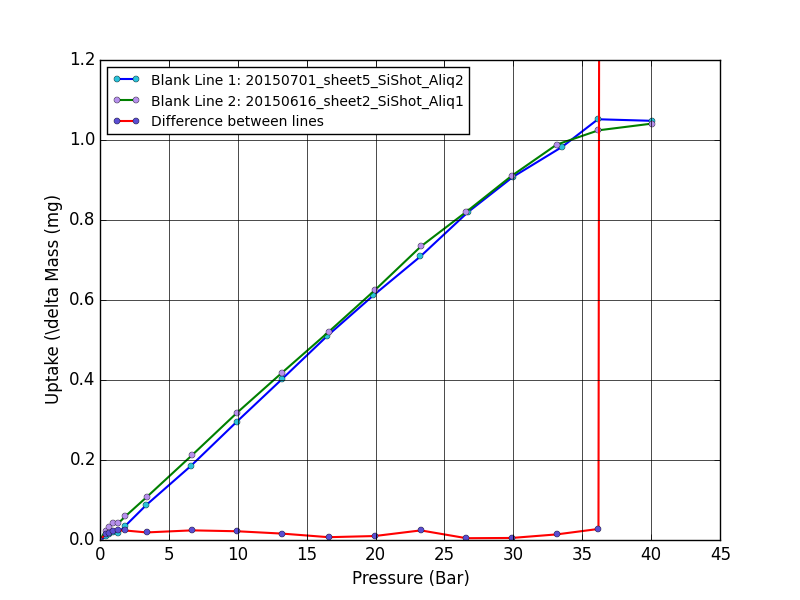 1.2
1.0
0.8
0.6
0.4
0.2
0.0
Uptake (\delta Mass (mg)
Blank Line 1: 20150701_sheet5_SiShot_Aliq2
Blank Line 2: 20150616_sheet2_SiShot_Aliq1
Difference between lines
0 5 10 15 20 25 30 35 40 45
Pressure (Bar)